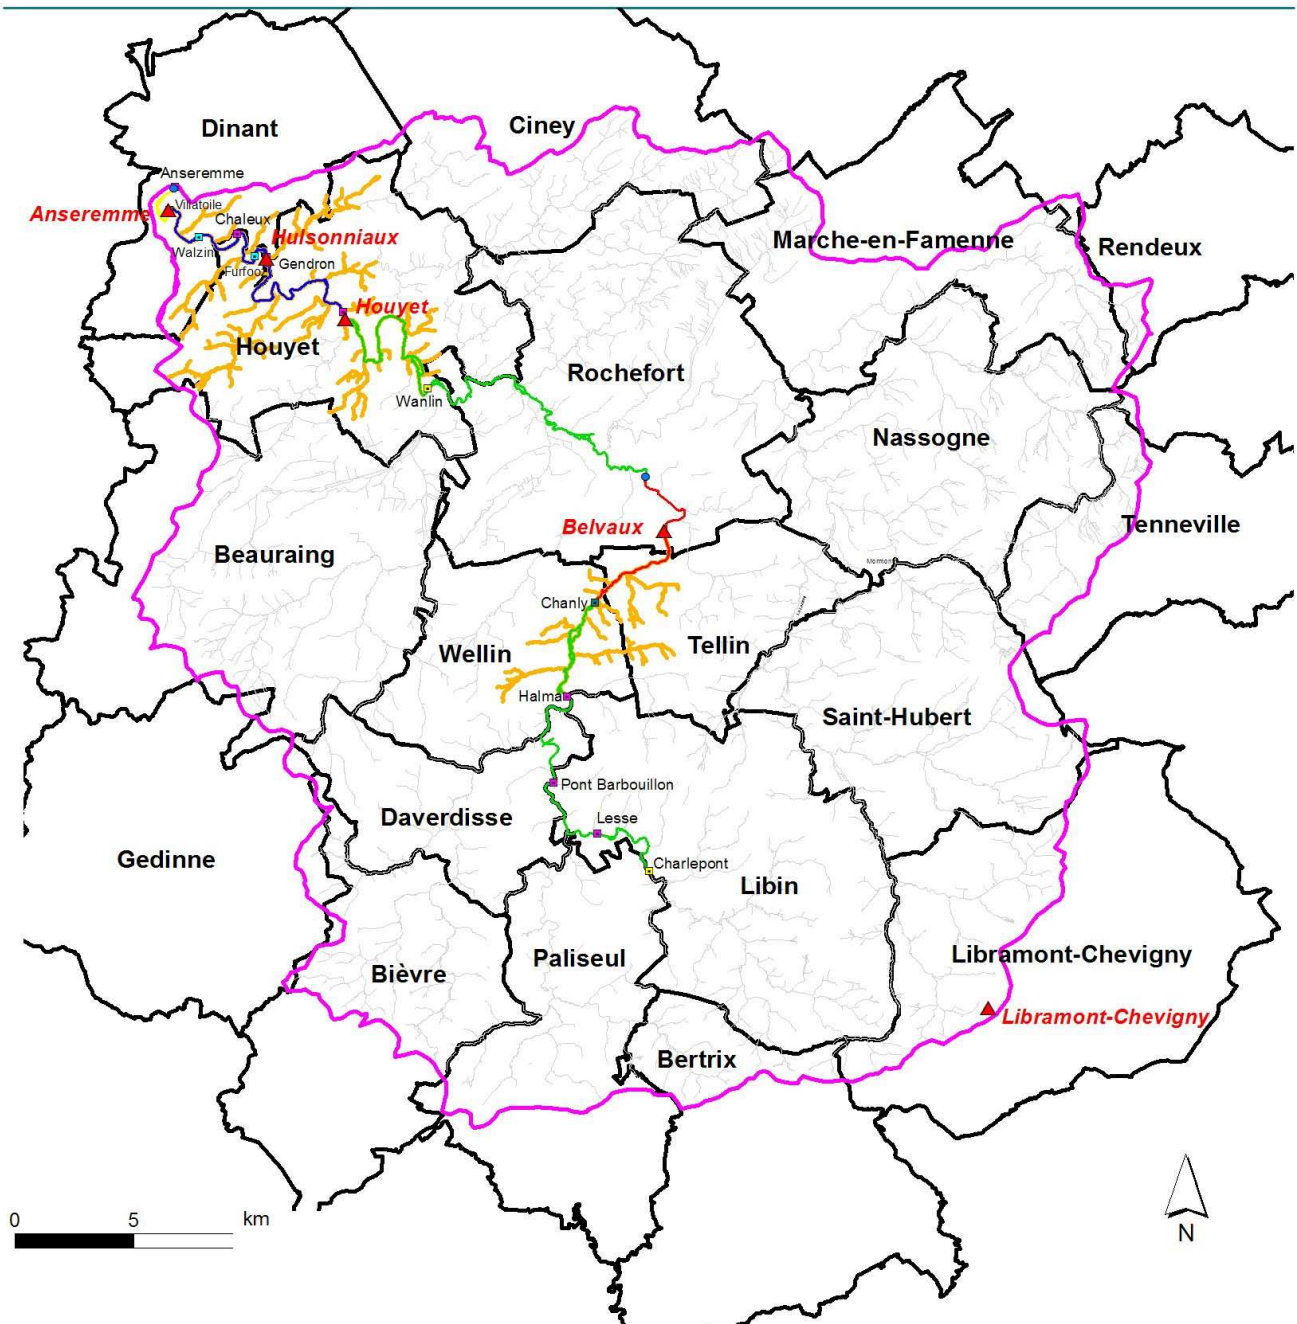 Ciney
Dinant
Anseremme
Villatoile
Anseremme
Chaleux
Hulsonniaux
Walzin
Furfooz
Gendron
Marche-en-Famenne
Rendeux
Houyet
Houyet
Rochefort
Wanlin
Nassogne
Belvaux
Tenneville
Beauraing
Chanly
Wellin
Tellin
Halma
Saint-Hubert
Pont Barbouillon
Daverdisse
Lesse
Gedinne
Charlepont
Libin
Libramont-Chevigny
Paliseul
Bièvre
Libramont-Chevigny
Bertrix
0 5 km
N